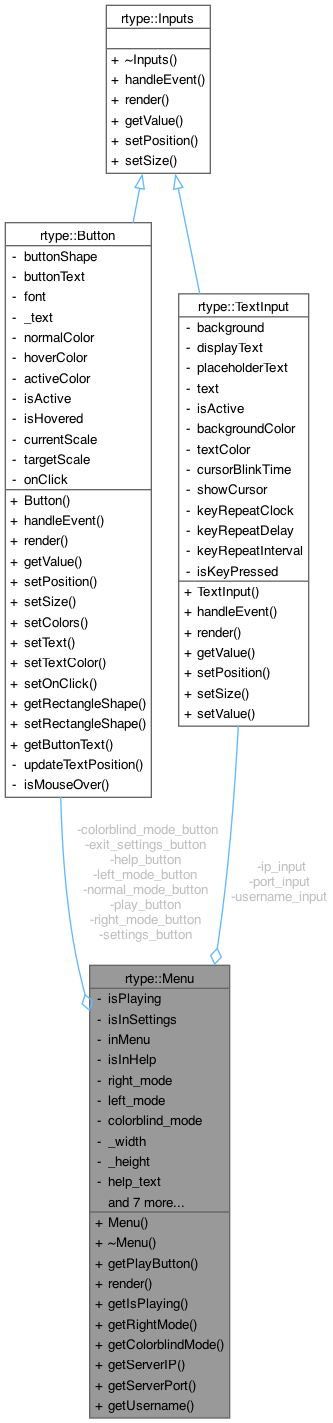 rtype::Inputs
+ ~Inputs()
+ handleEvent()
+ render()
+ getValue()
+ setPosition()
+ setSize()
rtype::Button
- buttonShape
- buttonText
- font
- _text
- normalColor
- hoverColor
- activeColor
- isActive
- isHovered
- currentScale
- targetScale
- onClick
+ Button()
+ handleEvent()
+ render()
+ getValue()
+ setPosition()
+ setSize()
+ setColors()
+ setText()
+ setTextColor()
+ setOnClick()
+ getRectangleShape()
+ setRectangleShape()
+ getButtonText()
- updateTextPosition()
- isMouseOver()
rtype::TextInput
- background
- displayText
- placeholderText
- text
- isActive
- backgroundColor
- textColor
- cursorBlinkTime
- showCursor
- keyRepeatClock
- keyRepeatDelay
- keyRepeatInterval
- isKeyPressed
+ TextInput()
+ handleEvent()
+ render()
+ getValue()
+ setPosition()
+ setSize()
+ setValue()
-colorblind_mode_button
-exit_settings_button
-help_button
-left_mode_button
-normal_mode_button
-play_button
-right_mode_button
-settings_button
-ip_input
-port_input
-username_input
rtype::Menu
- isPlaying
- isInSettings
- inMenu
- isInHelp
- right_mode
- left_mode
- colorblind_mode
- _width
- _height
- help_text
and 7 more...
+ Menu()
+ ~Menu()
+ getPlayButton()
+ render()
+ getIsPlaying()
+ getRightMode()
+ getColorblindMode()
+ getServerIP()
+ getServerPort()
+ getUsername()